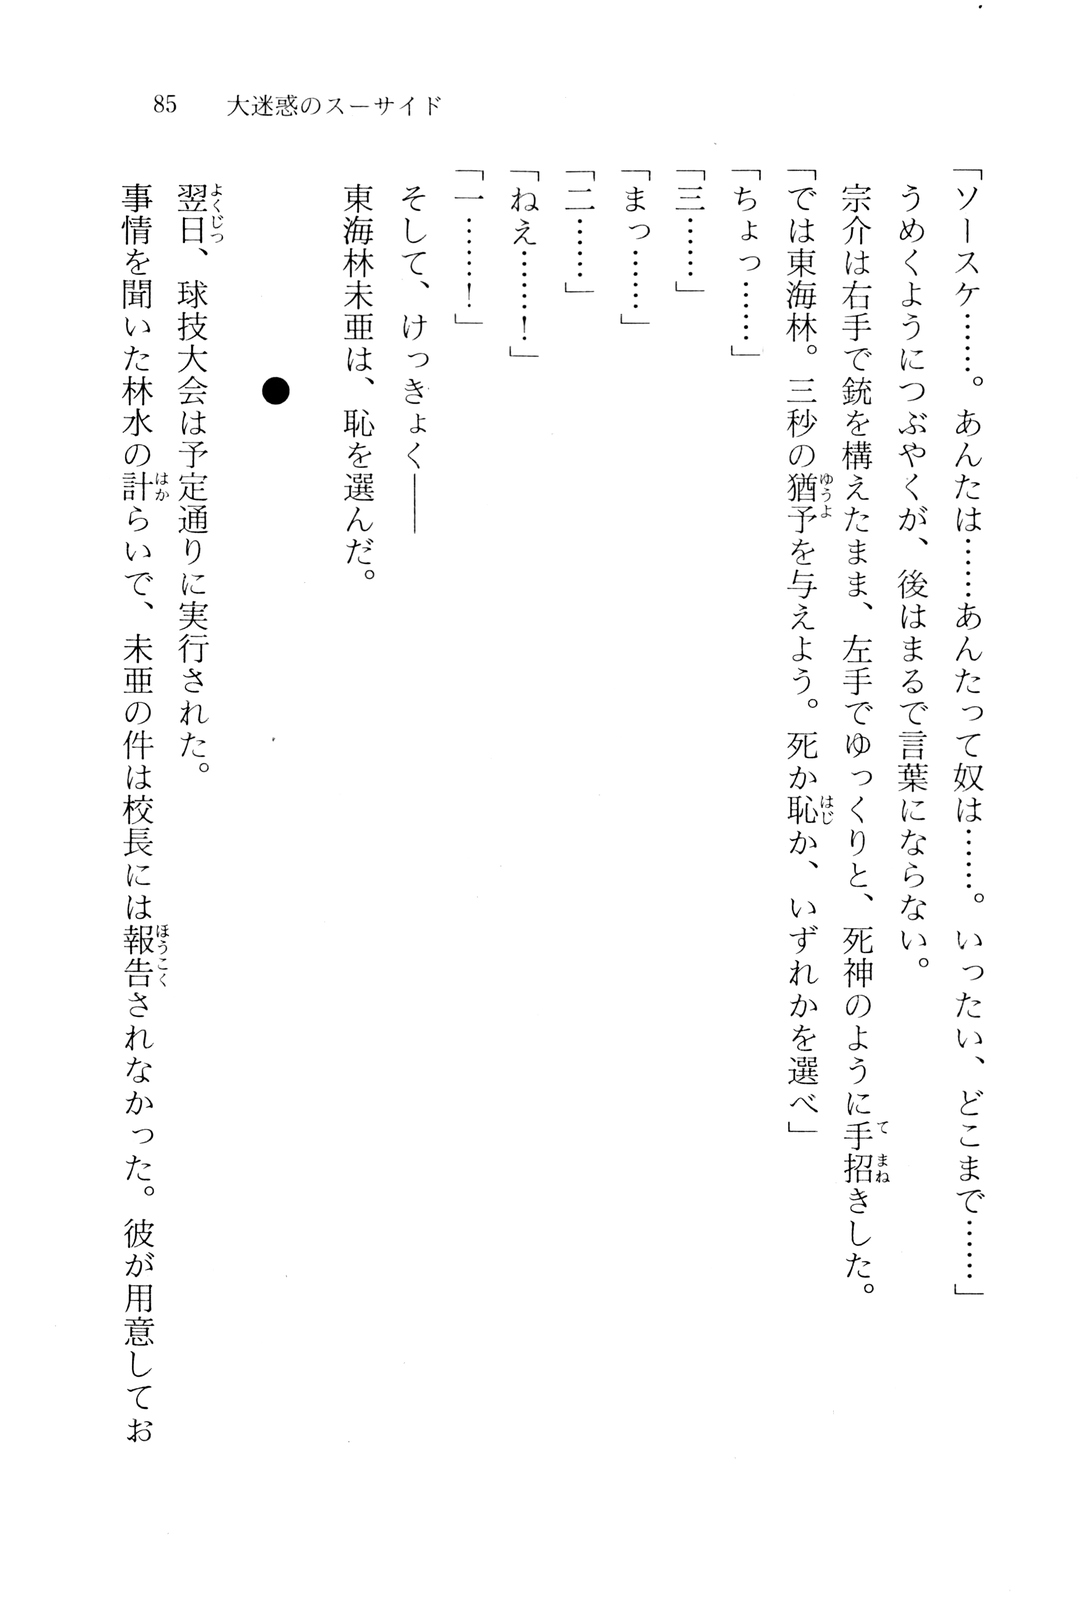 85　大迷惑のスーサイド
「ソースケ……。あんたは……あんたって奴は……。いったい、どこまで……」
うめくようにつぶやくが、後はまるで言葉にならない。
宗介は右手で銃を構えたまま、左手でゆっくりと、死神のように手招きした。
「では東海林。三秒の猶予を与えよう。死か恥か、いずれかを選べ」
「ちょっ……」
「三……」
「まっ……」
「二……」
「ねえ……！」
「一……！」
そして、けっきょく――
東海林未亜は、恥を選んだ。
●
翌日、球技大会は予定通りに実行された。
事情を聞いた林水の計らいで、未亜の件は校長には報告されなかった。彼が用意してお